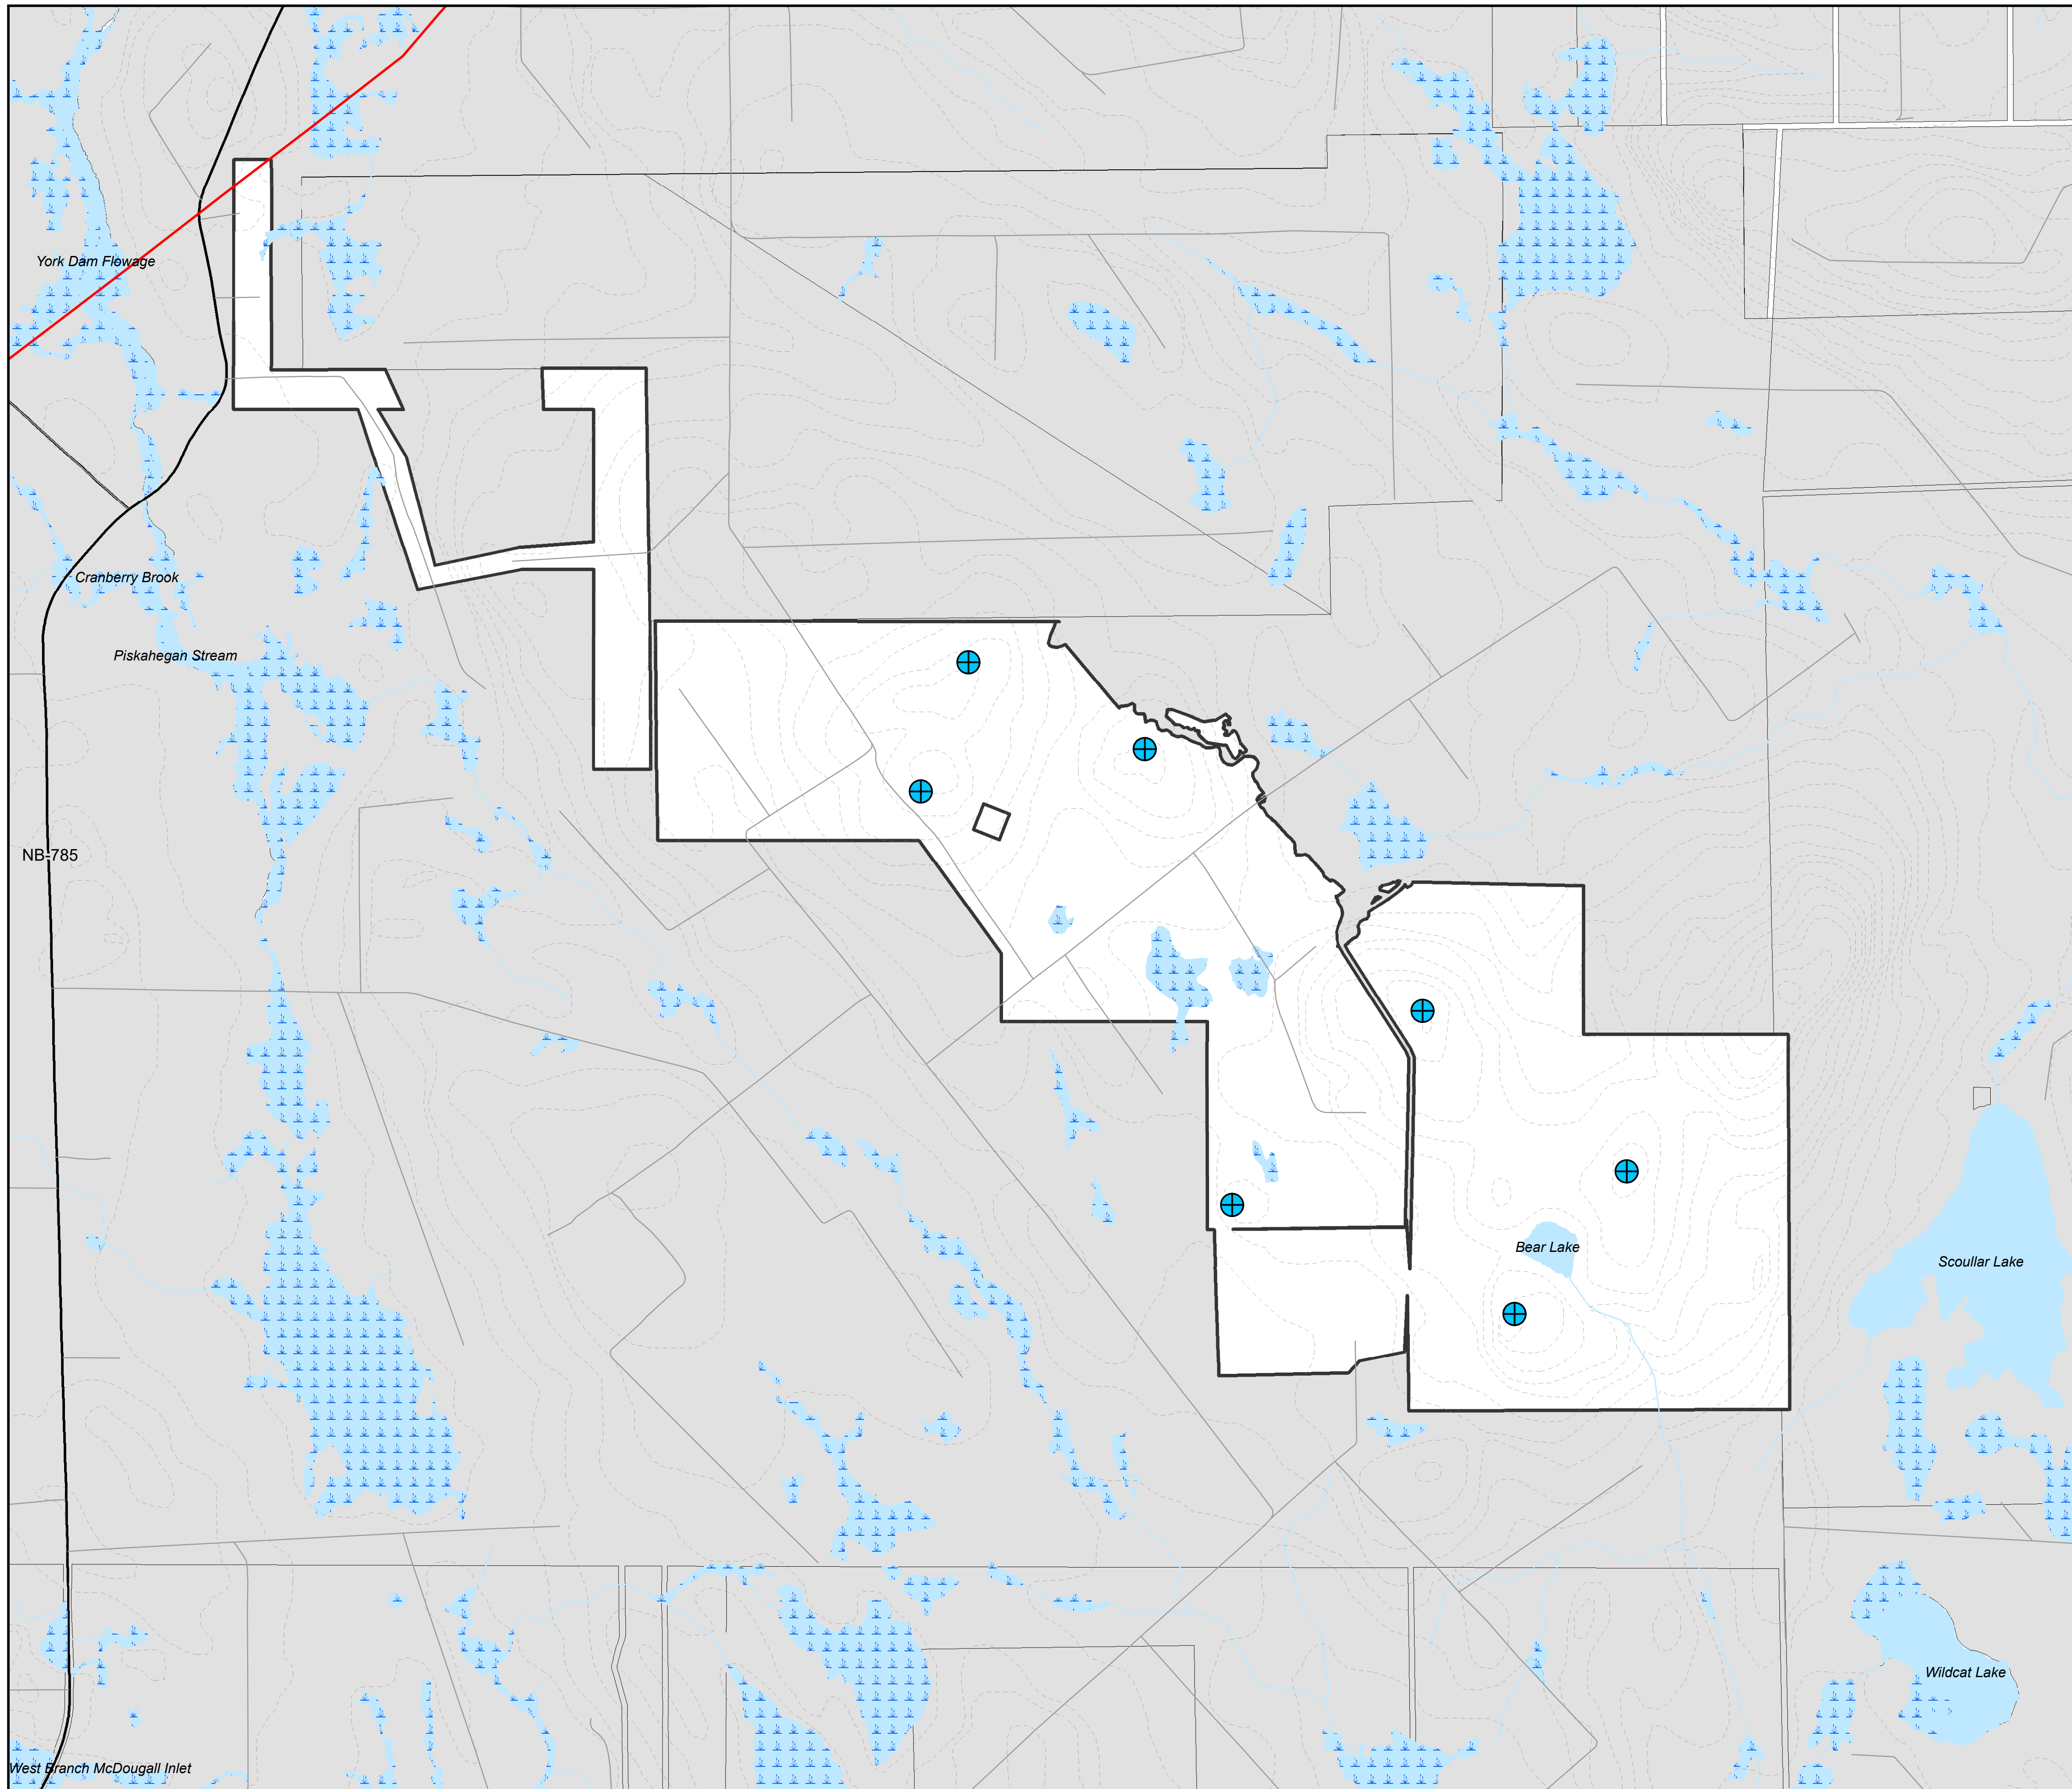 York Dam Flowage
Cranberry Brook
Piskahegan Stream
NB-785
Bear Lake
Scoullar Lake
Wildcat Lake
West Branch McDougall Inlet